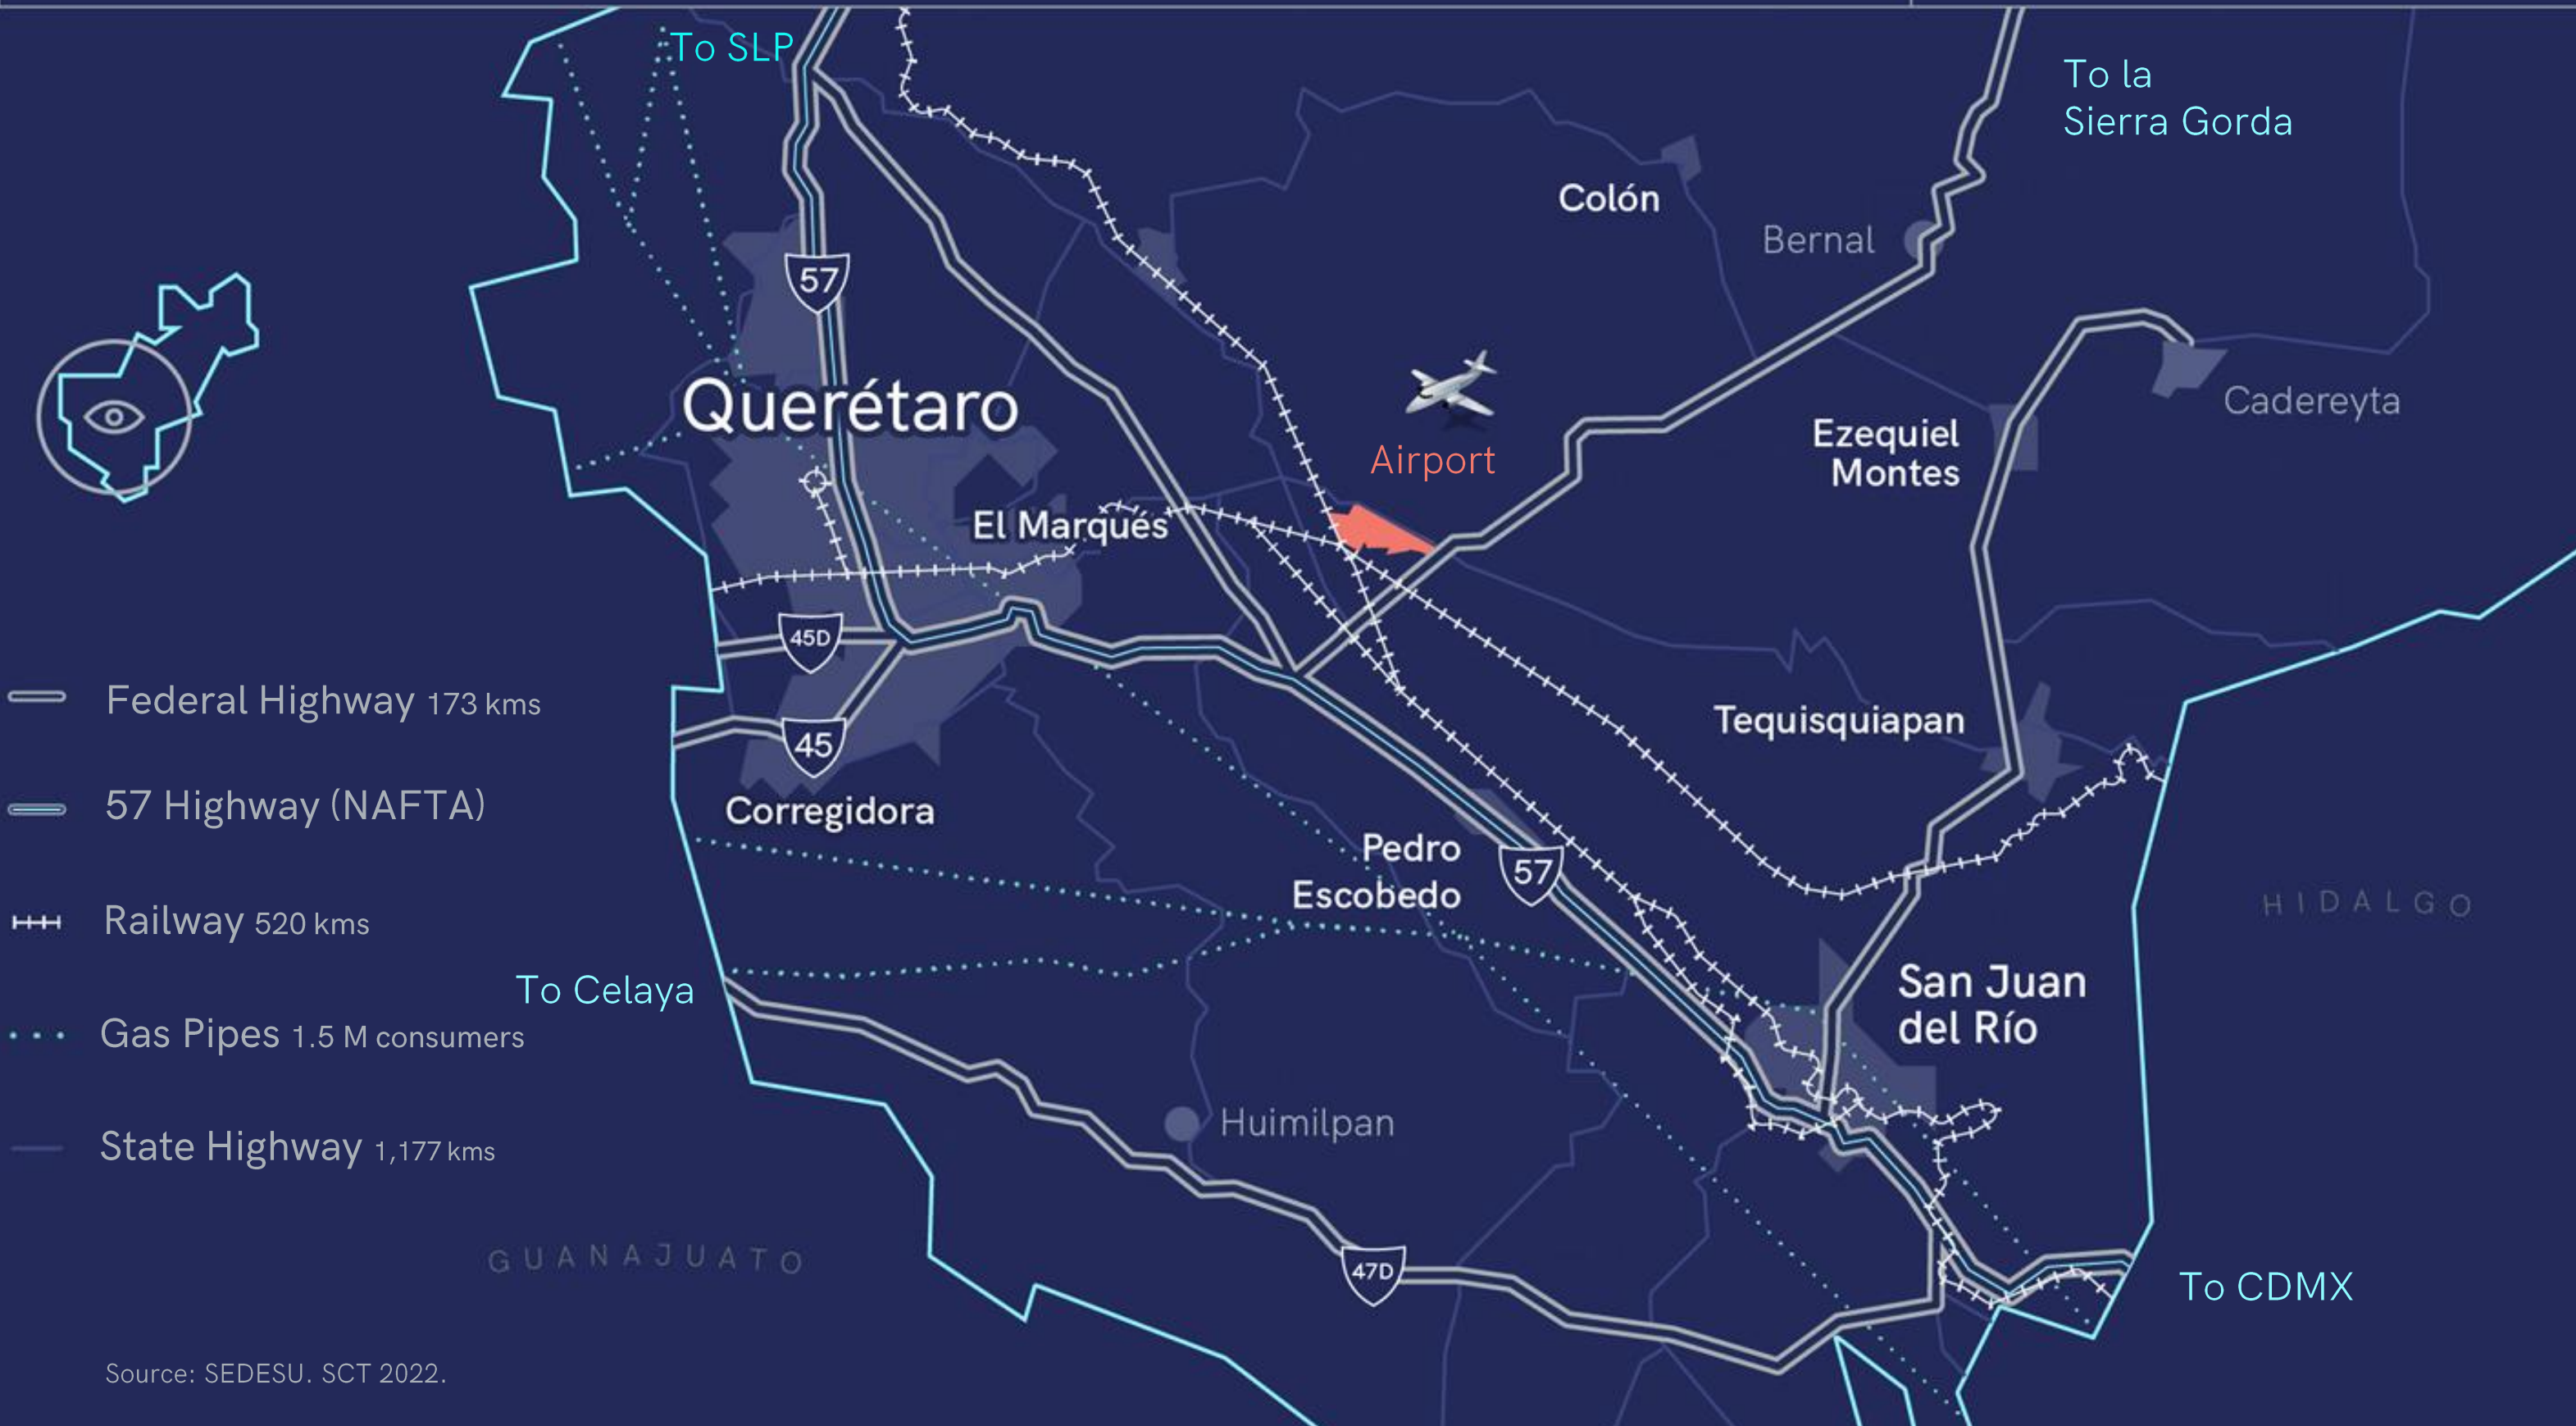 To SLP
To la
Sierra Gorda
Colón
Bernal
57
Querétaro
Airport
Cadereyta
Ezequiel
Montes
El Marqués
45D
Federal Highway 173 kms
Tequisquiapan
45
57 Highway (NAFTA)
Corregidora
Pedro
Escobedo
57
HIDALGO
Railway 520 kms
To Celaya
San Juan
del Río
Gas Pipes 1.5 M consumers
Huimilpan
State Highway 1,177 kms
GUANAJUATO
47D
To CDMX
Source: SEDESU. SCT 2022.